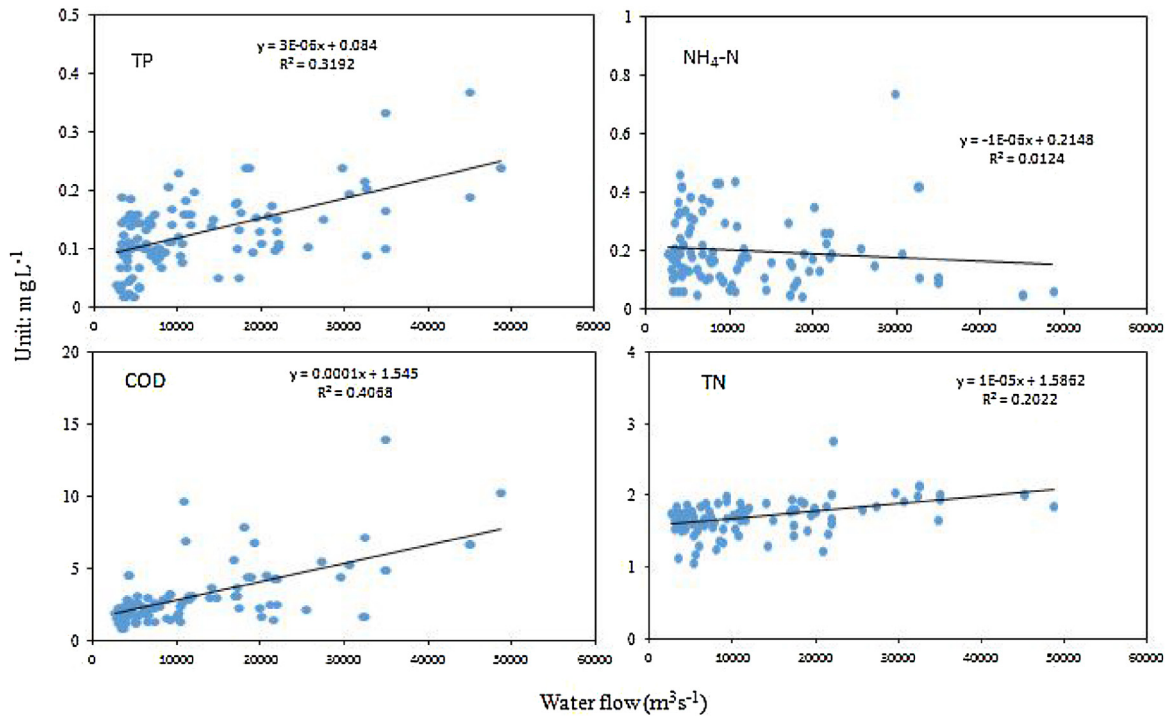 Unit: mg L⁻¹
0.5
0.4
0.3
0.2
0.1
0
TP
y = 3E-06x + 0.084
R² = 0.3192
0 10000 20000 30000 40000 50000 60000
1
0.8
0.6
0.4
0.2
0
NH₄-N
y = -1E-06x + 0.2148
R² = 0.0124
0 10000 20000 30000 40000 50000 60000
20
15
10
5
0
COD
y = 0.0001x + 1.545
R² = 0.4068
0 10000 20000 30000 40000 50000 60000
4
3
2
1
0
TN
y = 1E-05x + 1.5862
R² = 0.2022
0 10000 20000 30000 40000 50000 60000
Water flow (m³s⁻¹)